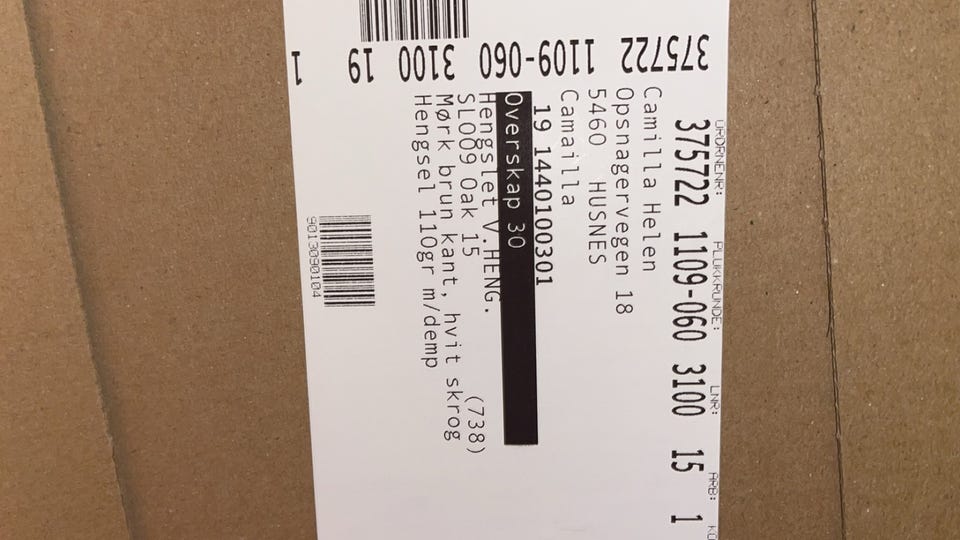 ORDRENR: PLUKKRUNDE: LNR: ARB:
375722 1109-060 3100 15 1
Camilla Helen
Opsnagervegen 18
5460 HUSNES
Camailla
19 1440100301
Overskap 30
Hengslet V.HENG.
SL009 Oak 15 (738)
Mørk brun kant, hvit skrog
Hengsel 110gr m/demp
375722 1109-060 3100 19 1
9013090104